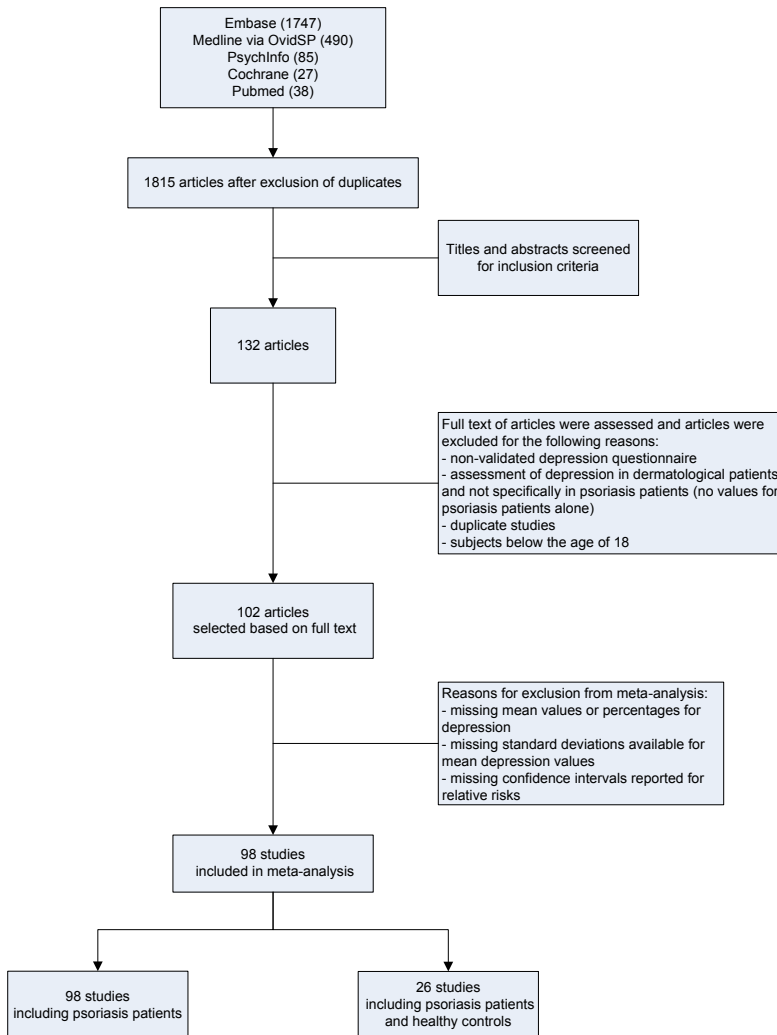 Embase (1747)
Medline via OvidSP (490)
PsychInfo (85)
Cochrane (27)
Pubmed (38)
1815 articles after exclusion of duplicates
Titles and abstracts screened
for inclusion criteria
132 articles
Full text of articles were assessed and articles were
excluded for the following reasons:
- non-validated depression questionnaire
- assessment of depression in dermatological patients
and not specifically in psoriasis patients (no values for
psoriasis patients alone)
- duplicate studies
- subjects below the age of 18
102 articles
selected based on full text
Reasons for exclusion from meta-analysis:
- missing mean values or percentages for
depression
- missing standard deviations available for
mean depression values
- missing confidence intervals reported for
relative risks
98 studies
included in meta-analysis
98 studies
including psoriasis patients
26 studies
including psoriasis patients
and healthy controls